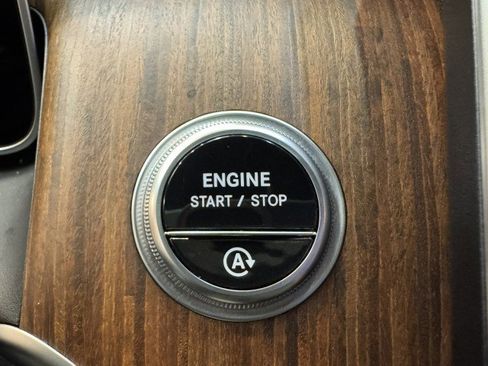 ENGINE
START / STOP
A